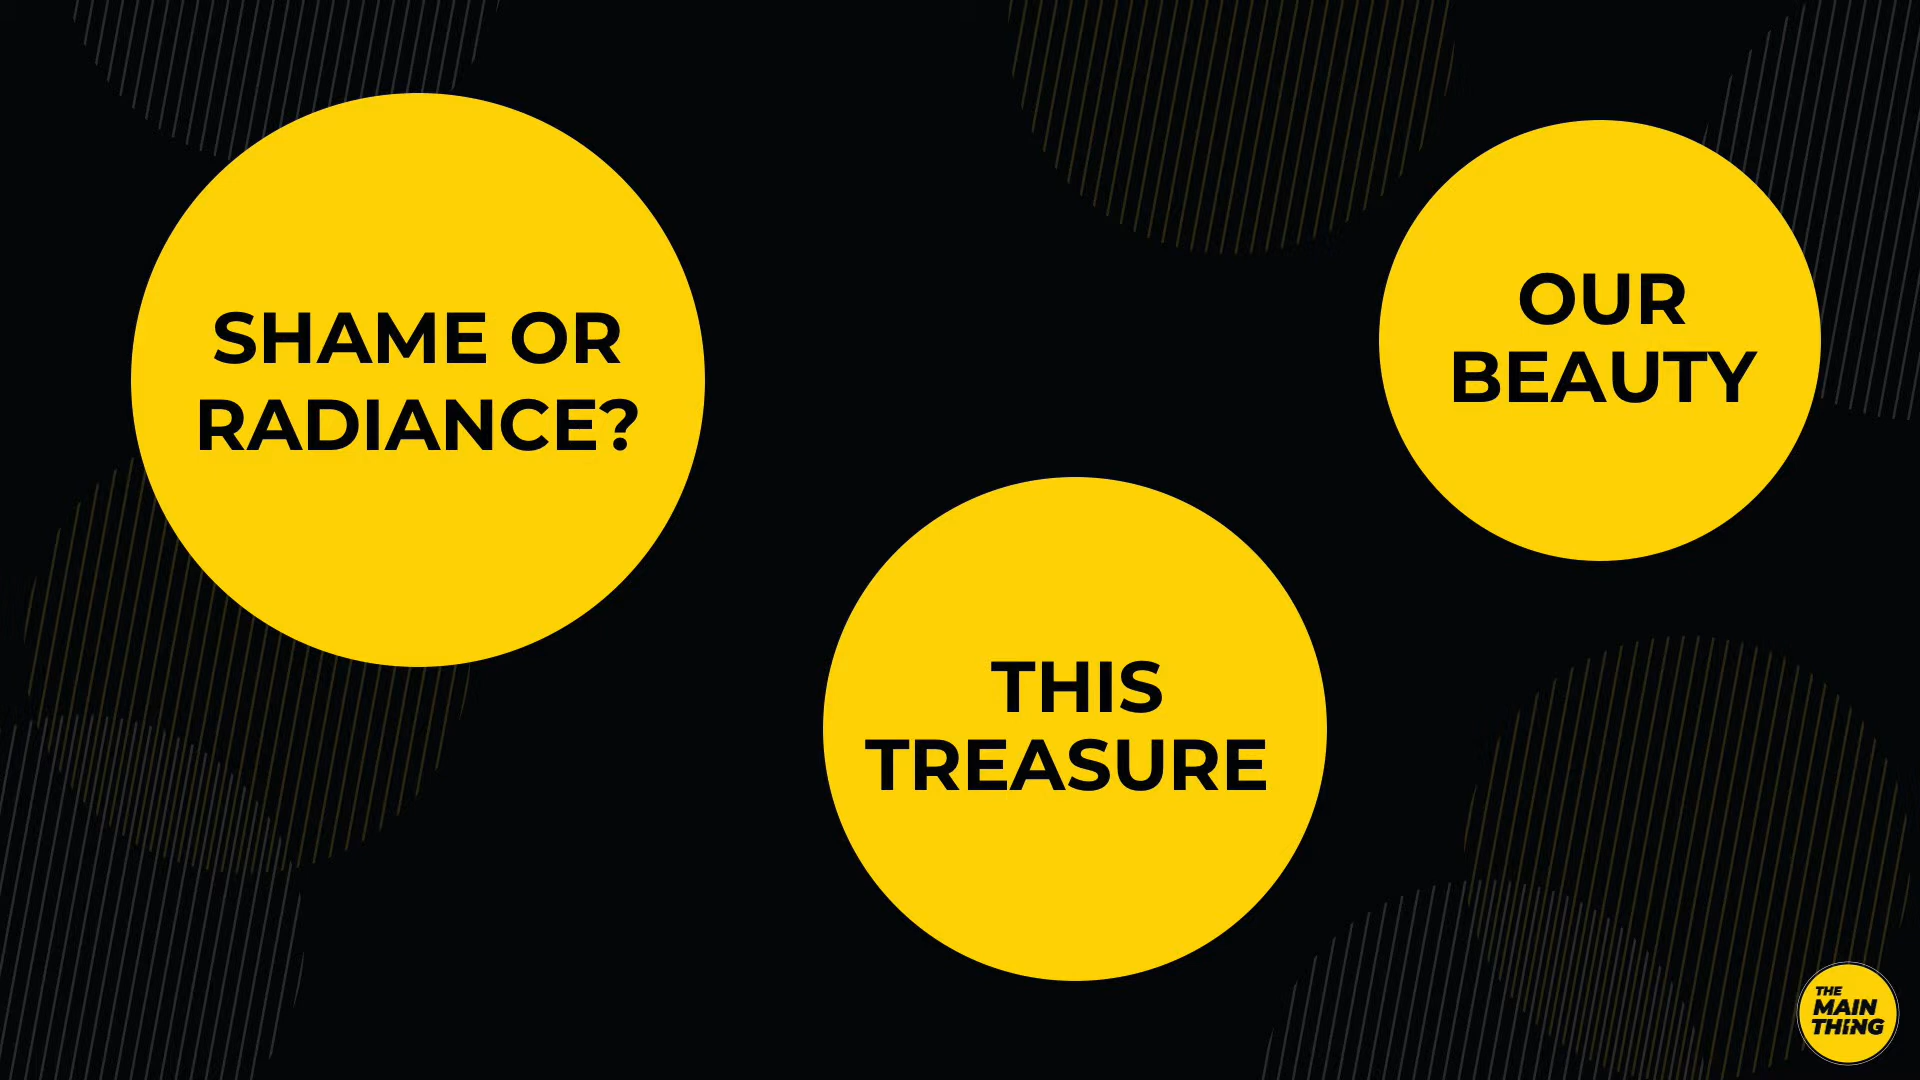 SHAME OR
RADIANCE?
THIS
TREASURE
OUR
BEAUTY
THE
MAIN
THING